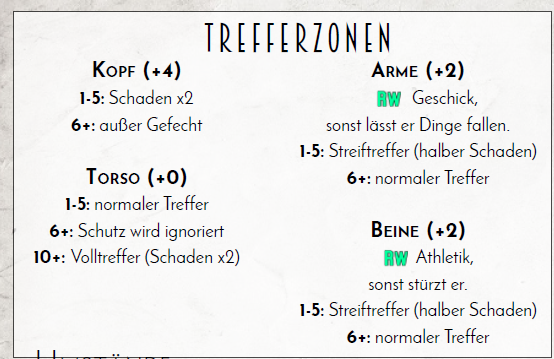 TREFFERZONEN
KOPF (+4)
1-5: Schaden x2
6+: außer Gefecht
TORSO (+0)
1-5: normaler Treffer
6+: Schutz wird ignoriert
10+: Volltreffer (Schaden x2)
ARME (+2)
RW Geschick,
sonst lässt er Dinge fallen.
1-5: Streiftreffer (halber Schaden)
6+: normaler Treffer
BEINE (+2)
RW Athletik,
sonst stürzt er.
1-5: Streiftreffer (halber Schaden)
6+: normaler Treffer